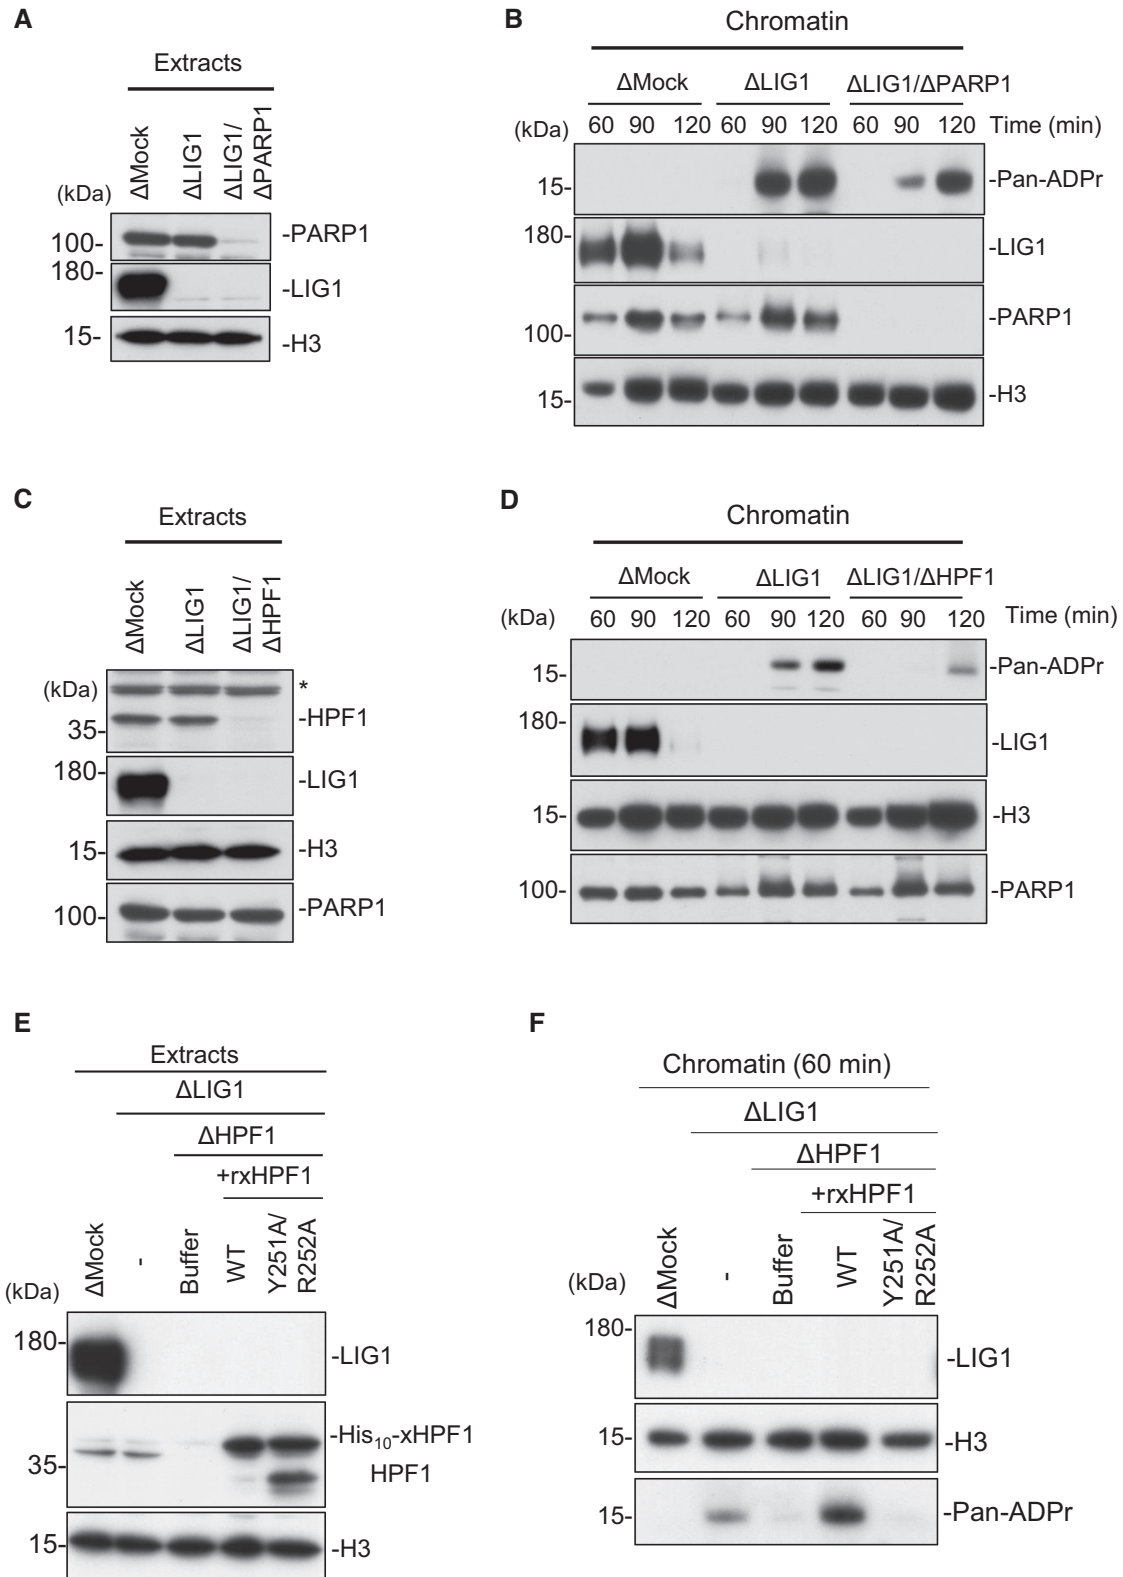 A
Extracts
ΔMock
ΔLIG1
ΔLIG1/
ΔPARP1
(kDa)
100-
-PARP1
180-
-LIG1
15-
-H3
B
Chromatin
ΔMock ΔLIG1 ΔLIG1/ΔPARP1
(kDa) 60 90 120 60 90 120 60 90 120 Time (min)
15- -Pan-ADPr
180- -LIG1
100- -PARP1
15- -H3
C
Extracts
ΔMock
ΔLIG1
ΔLIG1/
ΔHPF1
(kDa) *
35- -HPF1
180- -LIG1
15- -H3
100- -PARP1
D
Chromatin
ΔMock ΔLIG1 ΔLIG1/ΔHPF1
(kDa) 60 90 120 60 90 120 60 90 120 Time (min)
15- -Pan-ADPr
180- -LIG1
15- -H3
100- -PARP1
E
Extracts
ΔLIG1
ΔHPF1
+rxHPF1
ΔMock
-
Buffer
WT
Y251A/
R252A
(kDa)
180- -LIG1
-His10-xHPF1
35- HPF1
15- -H3
F
Chromatin (60 min)
ΔLIG1
ΔHPF1
+rxHPF1
ΔMock
-
Buffer
WT
Y251A/
R252A
(kDa)
180- -LIG1
15- -H3
15- -Pan-ADPr